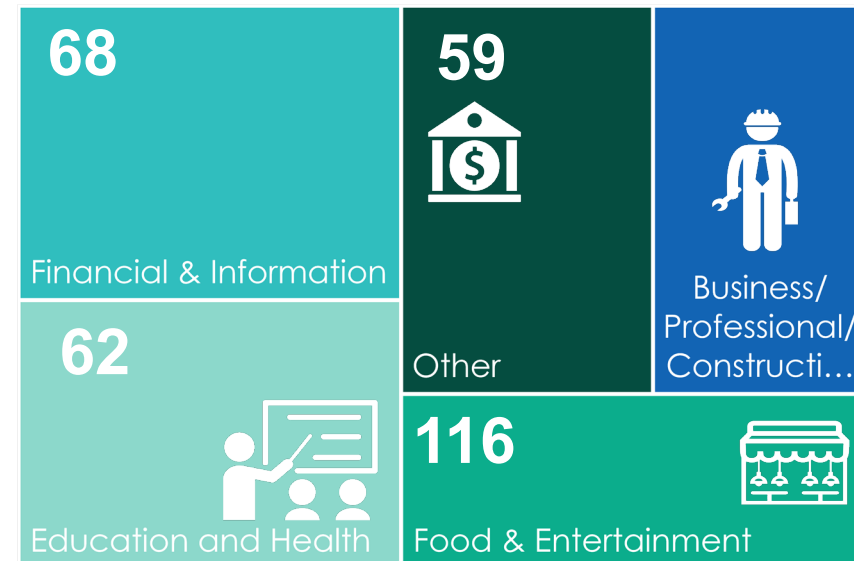 68
Financial & Information
62
Education and Health
59
$
Other
Business/
Professional/
Constructi...
116
Food & Entertainment